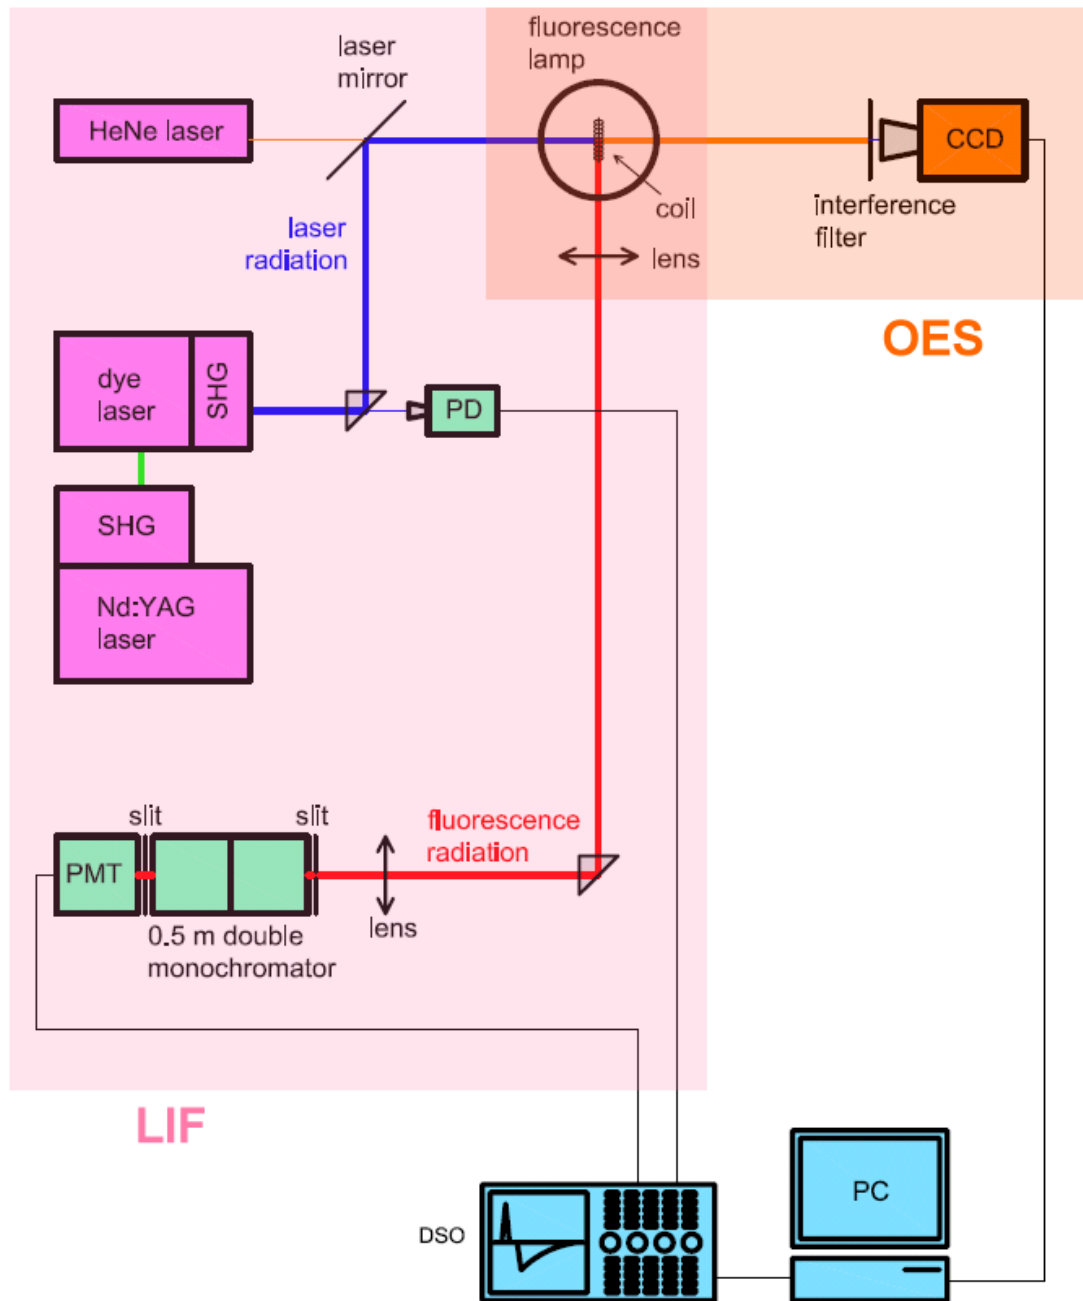 fluorescence
lamp
laser
mirror
HeNe laser
CCD
coil
interference
filter
laser
radiation
lens
OES
dye
laser
SHG
PD
SHG
Nd:YAG
laser
slit
slit
fluorescence
radiation
PMT
lens
0.5 m double
monochromator
LIF
PC
DSO